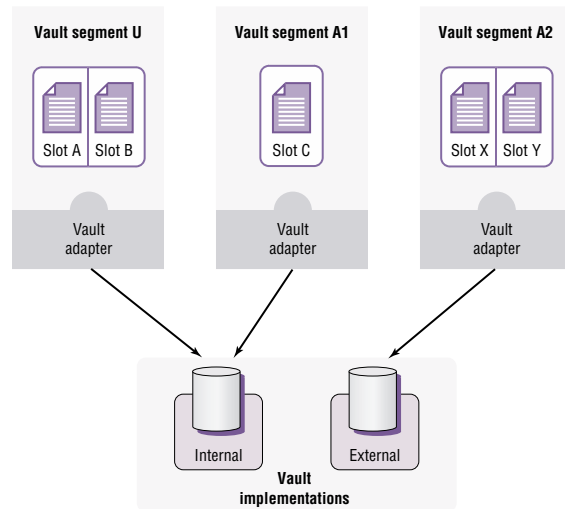 Vault segment U
Vault segment A1
Vault segment A2
Slot A
Slot B
Slot C
Slot X
Slot Y
Vault
adapter
Vault
adapter
Vault
adapter
Internal
External
Vault
implementations